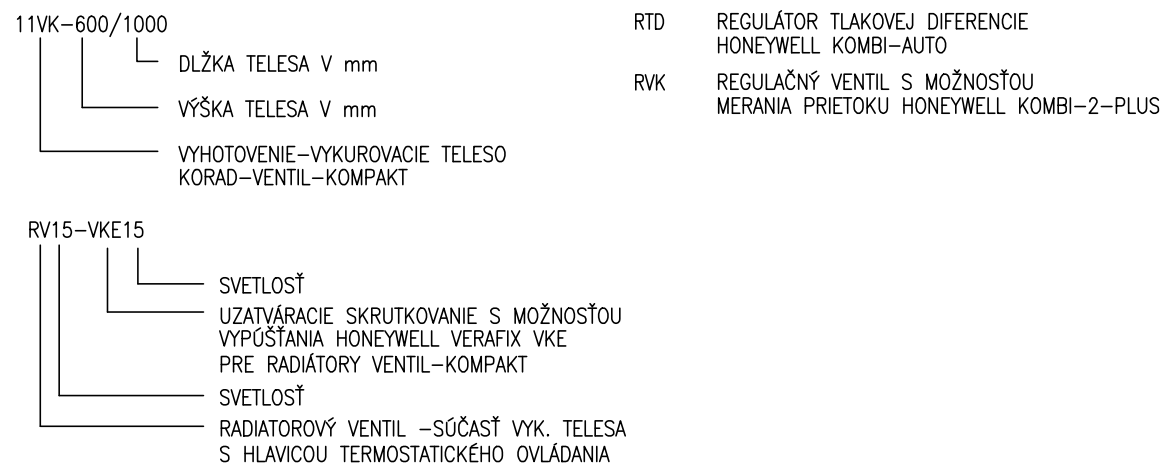 11VK-600/1000
DLŽKA TELESA V mm
VÝŠKA TELESA V mm
VYHOTOVENIE-VYKUROVACIE TELESO
KORAD-VENTIL-KOMPAKT
RTD REGULÁTOR TLAKOVEJ DIFERENCIE
HONEYWELL KOMBI-AUTO
RVK REGULAČNÝ VENTIL S MOŽNOSŤOU
MERANIA PRIETOKU HONEYWELL KOMBI-2-PLUS
RV15-VKE15
SVETLOSŤ
UZATVÁRACIE SKRUTKOVANIE S MOŽNOSŤOU
VYPÚŠŤANIA HONEYWELL VERAFIX VKE
PRE RADIÁTORY VENTIL-KOMPAKT
SVETLOSŤ
RADIATOROVÝ VENTIL -SÚČASŤ VYK. TELESA
S HLAVICOU TERMOSTATICKÉHO OVLÁDANIA